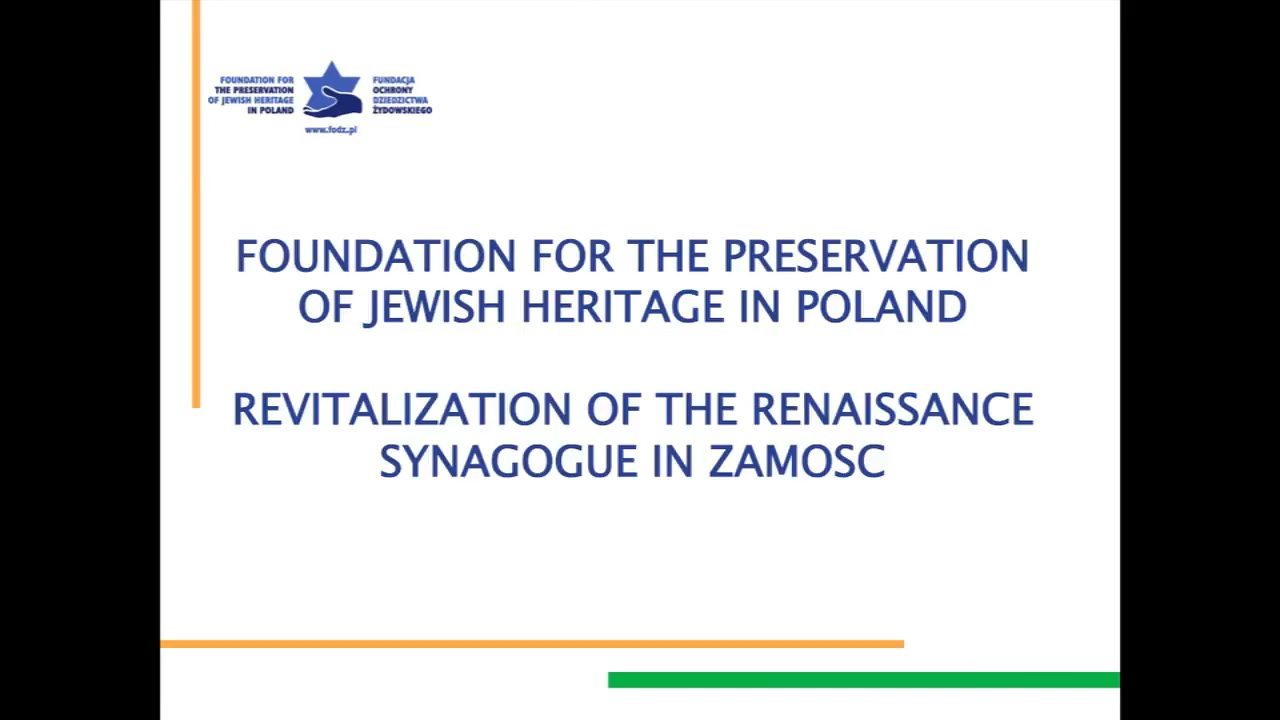 FOUNDATION FOR
THE PRESERVATION
OF JEWISH HERITAGE
IN POLAND
FUNDACJA
OCHRONY
DZIEDZICTWA
ŻYDOWSKIEGO
www.fodz.pl
FOUNDATION FOR THE PRESERVATION
OF JEWISH HERITAGE IN POLAND
REVITALIZATION OF THE RENAISSANCE
SYNAGOGUE IN ZAMOSC